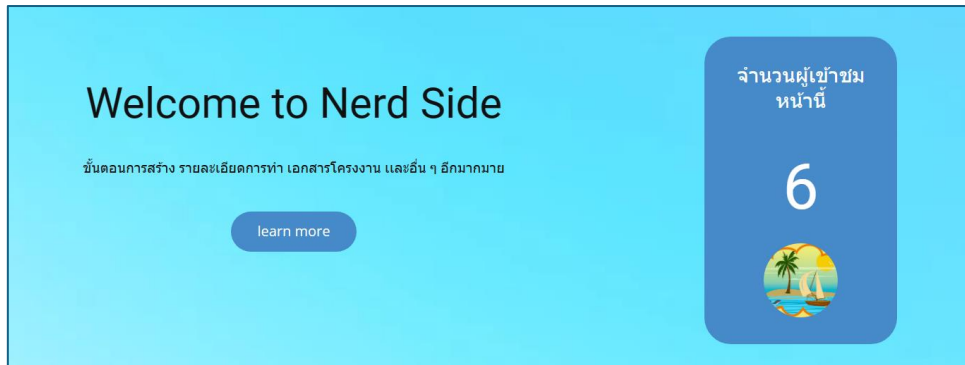 Welcome to Nerd Side
ขั้นตอนการสร้าง รายละเอียดการทำ เอกสารโครงงาน และอื่น ๆ อีกมากมาย
learn more
จำนวนผู้เข้าชม
หน้านี้
6